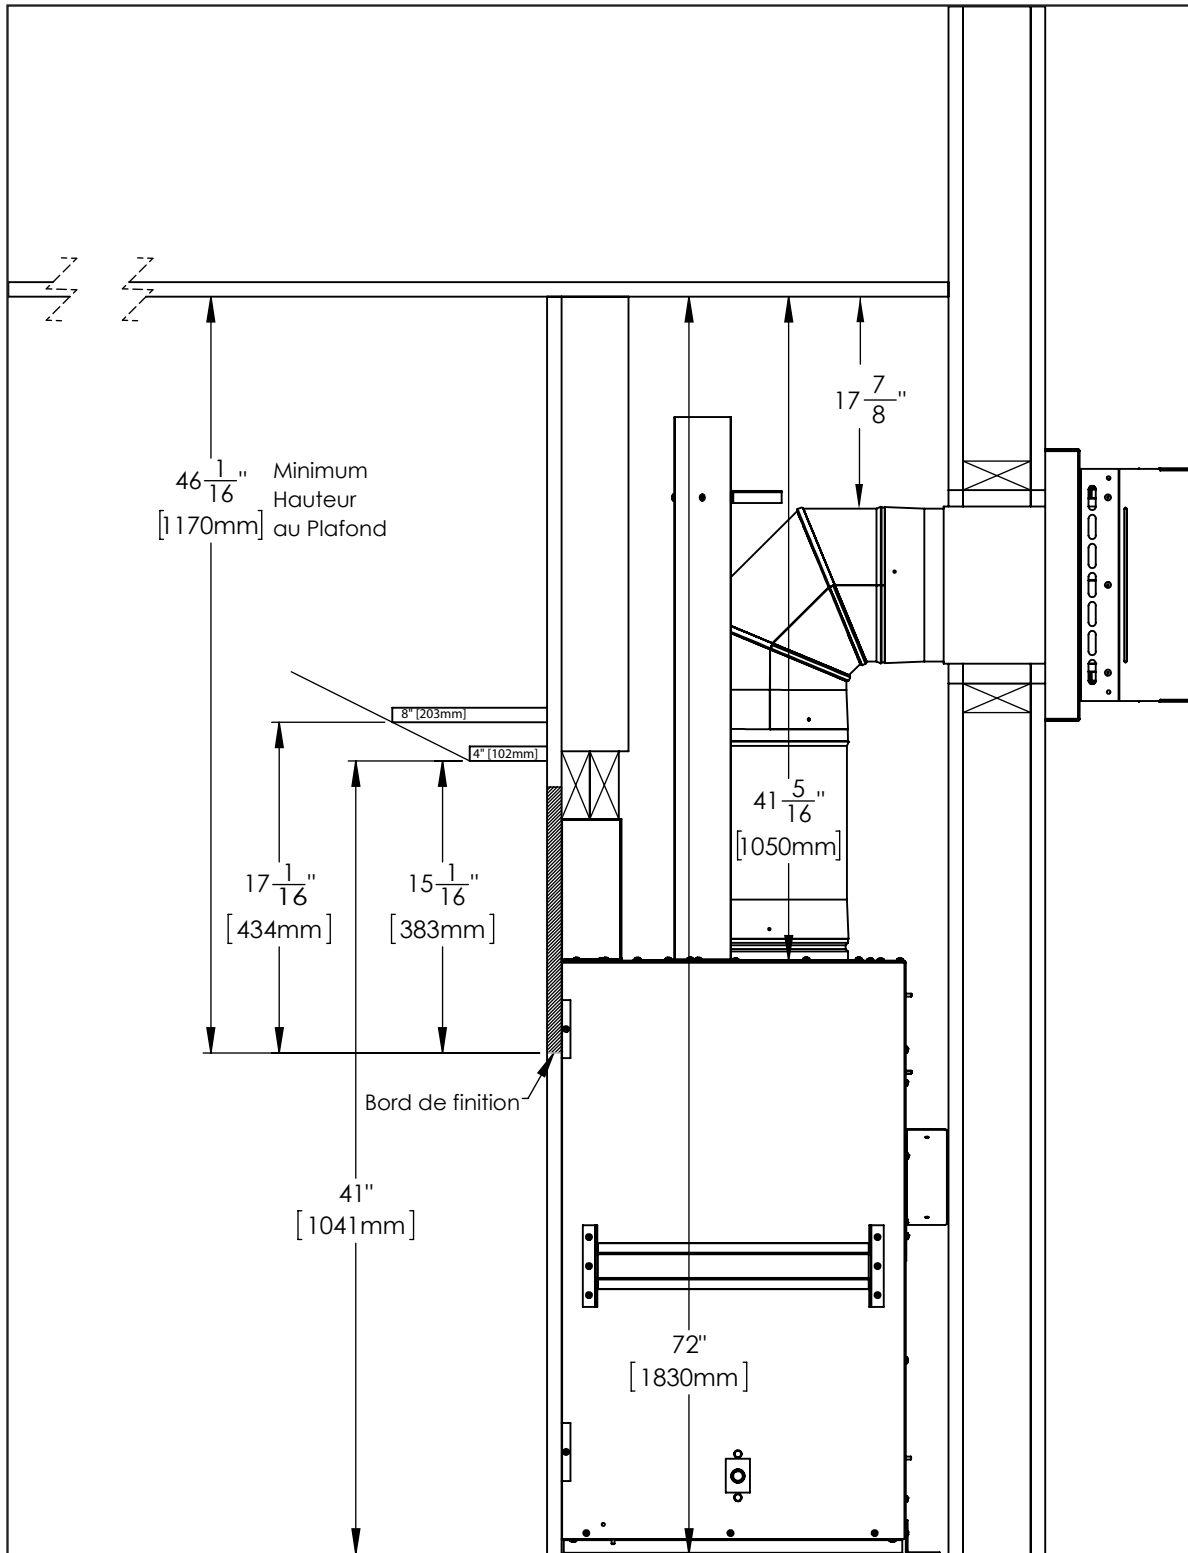 17 7/8"
46 1/16"
[1170mm]
Minimum
Hauteur
au Plafond
8" [203mm]
4" [102mm]
41 5/16"
[1050mm]
17 1/16"
[434mm]
15 1/16"
[383mm]
Bord de finition
41"
[1041mm]
72"
[1830mm]